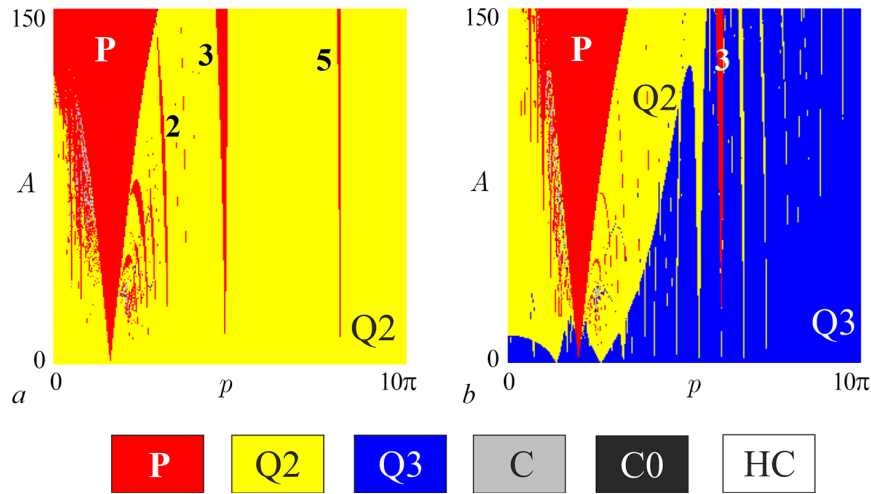 150 P 3 5 2 A Q2 0
0 p 10π
a
150 P 3 Q2 A Q3 0
0 p 10π
b
P Q2 Q3 C C0 HC